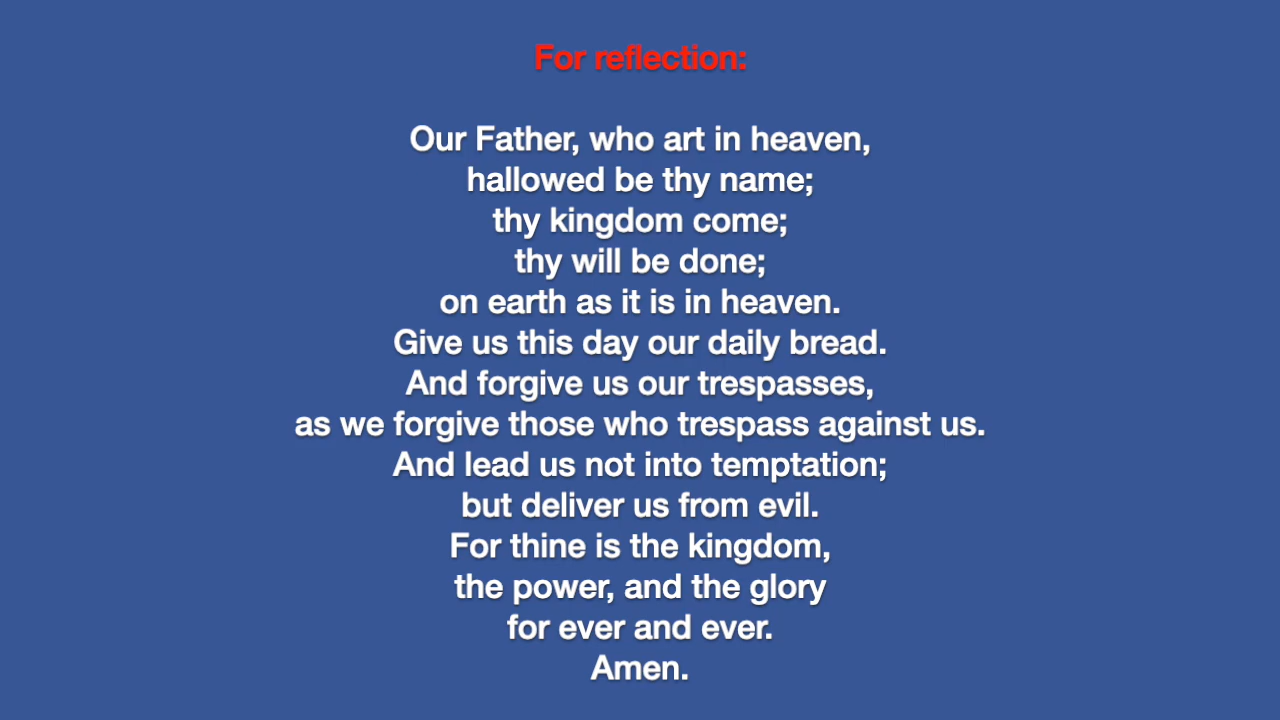 For reflection:
Our Father, who art in heaven,
hallowed be thy name;
thy kingdom come;
thy will be done;
on earth as it is in heaven.
Give us this day our daily bread.
And forgive us our trespasses,
as we forgive those who trespass against us.
And lead us not into temptation;
but deliver us from evil.
For thine is the kingdom,
the power, and the glory
for ever and ever.
Amen.